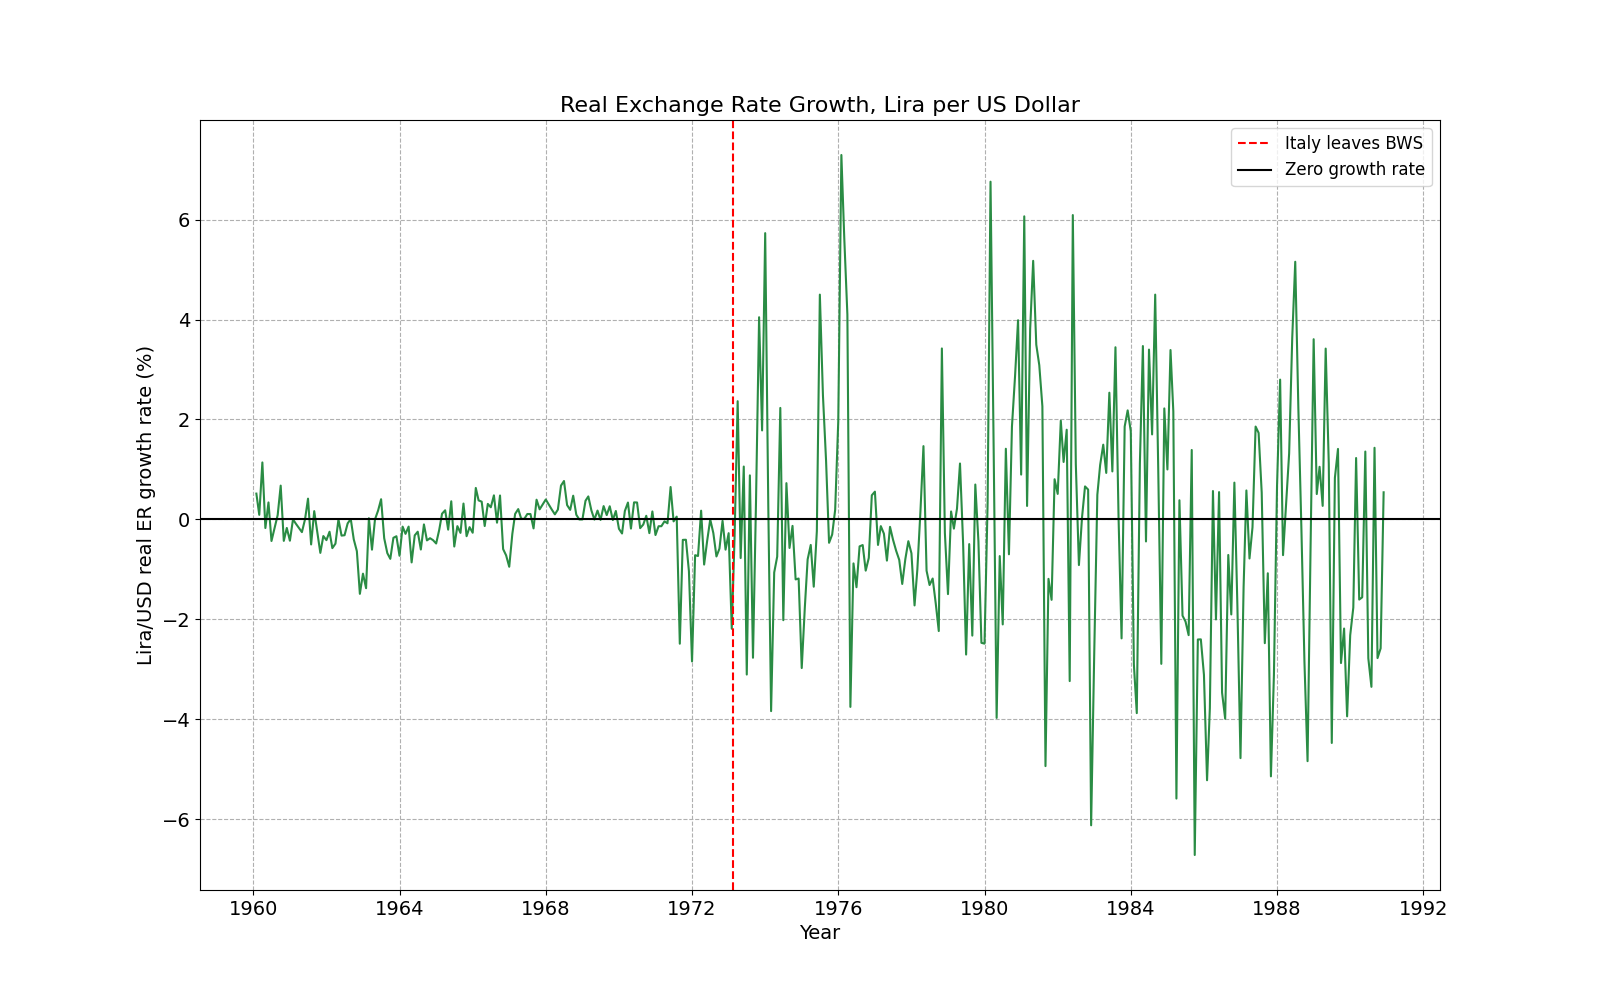 Real Exchange Rate Growth, Lira per US Dollar
Italy leaves BWS
Zero growth rate
Lira/USD real ER growth rate (%)
6
4
2
0
−2
−4
−6
1960 1964 1968 1972 1976 1980 1984 1988 1992
Year